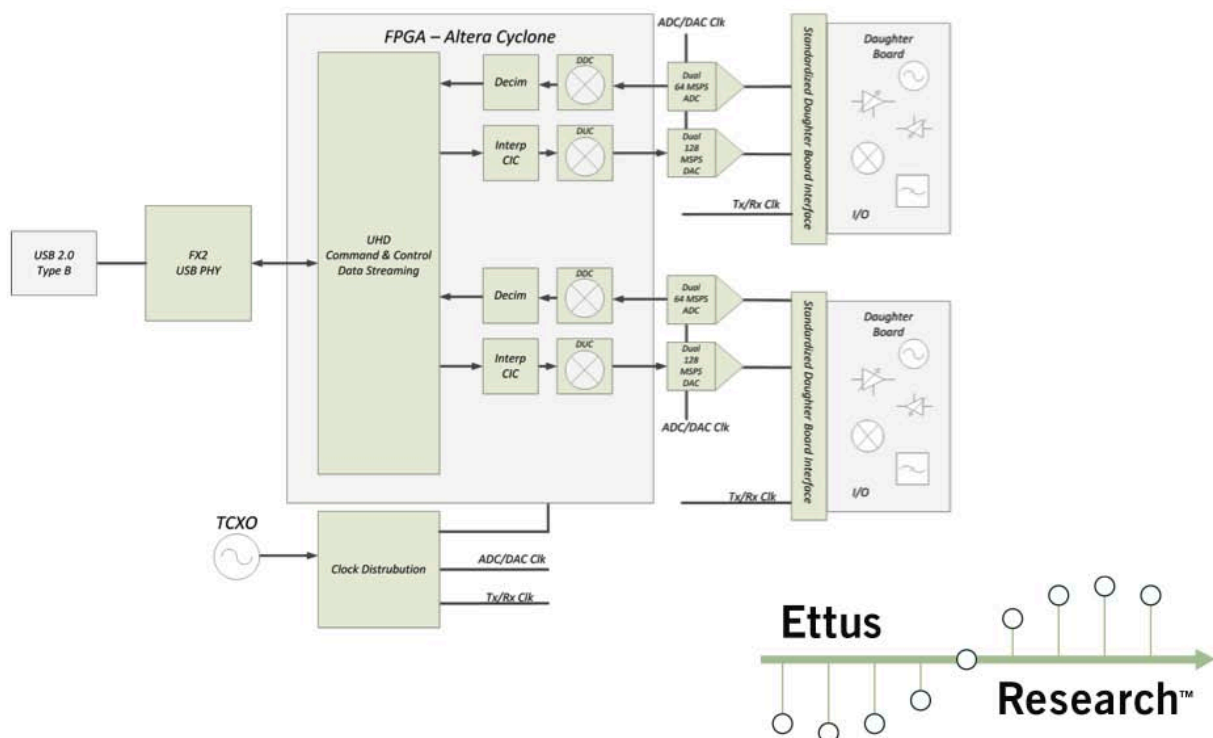 ADC/DAC Clk
FPGA – Altera Cyclone
DDC
Decim
Dual
64 MSPS
ADC
DUC
Interp
CIC
Dual
128
MSPS
DAC
Tx/Rx Clk
Standardized Daughter Board Interface
Daughter
Board
I/O
USB 2.0
Type B
FX2
USB PHY
UHD
Command & Control
Data Streaming
DDC
Decim
Dual
64 MSPS
ADC
DUC
Interp
CIC
Dual
128
MSPS
DAC
ADC/DAC Clk
Tx/Rx Clk
Standardized Daughter Board Interface
Daughter
Board
I/O
TCXO
Clock Distrubution
ADC/DAC Clk
Tx/Rx Clk
Ettus
Research™